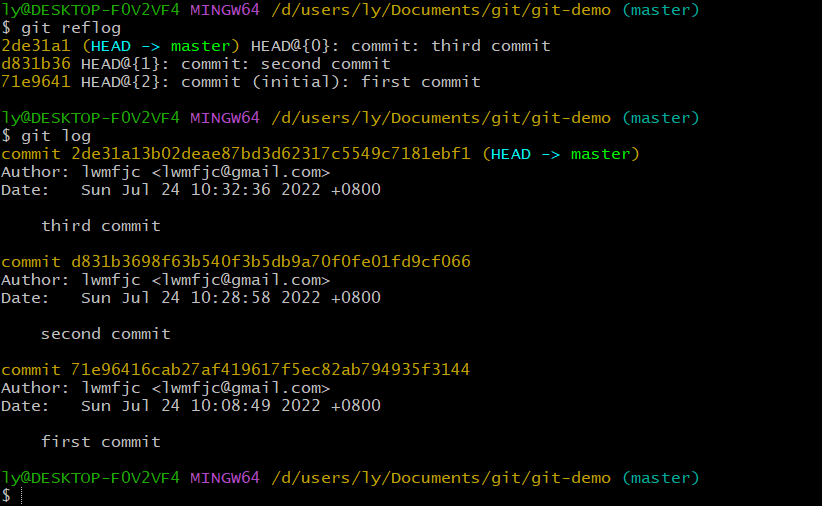 ly@DESKTOP-F0V2VF4 MINGW64 /d/users/ly/Documents/git/git-demo (master)
$ git reflog
2de31a1 (HEAD -> master) HEAD@{0}: commit: third commit
d831b36 HEAD@{1}: commit: second commit
71e9641 HEAD@{2}: commit (initial): first commit
ly@DESKTOP-F0V2VF4 MINGW64 /d/users/ly/Documents/git/git-demo (master)
$ git log
commit 2de31a13b02deae87bd3d62317c5549c7181ebf1 (HEAD -> master)
Author: lwmfjc <lwmfjc@gmail.com>
Date:   Sun Jul 24 10:32:36 2022 +0800
    third commit
commit d831b3698f63b540f3b5db9a70f0fe01fd9cf066
Author: lwmfjc <lwmfjc@gmail.com>
Date:   Sun Jul 24 10:28:58 2022 +0800
    second commit
commit 71e96416cab27af419617f5ec82ab794935f3144
Author: lwmfjc <lwmfjc@gmail.com>
Date:   Sun Jul 24 10:08:49 2022 +0800
    first commit
ly@DESKTOP-F0V2VF4 MINGW64 /d/users/ly/Documents/git/git-demo (master)
$